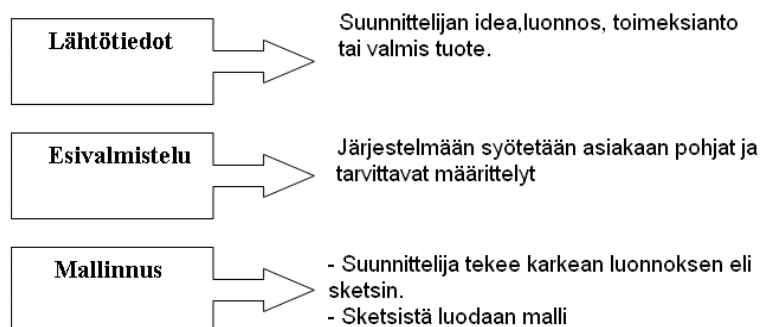 Lähtötiedot
Suunnittelijan idea,luonnos, toimeksianto
tai valmis tuote.
Esivalmistelu
Järjestelmään syötetään asiakaan pohjat ja
tarvittavat määrittelyt
Mallinnus
- Suunnittelija tekee karkean luonnoksen eli
sketsin.
- Sketsistä luodaan malli